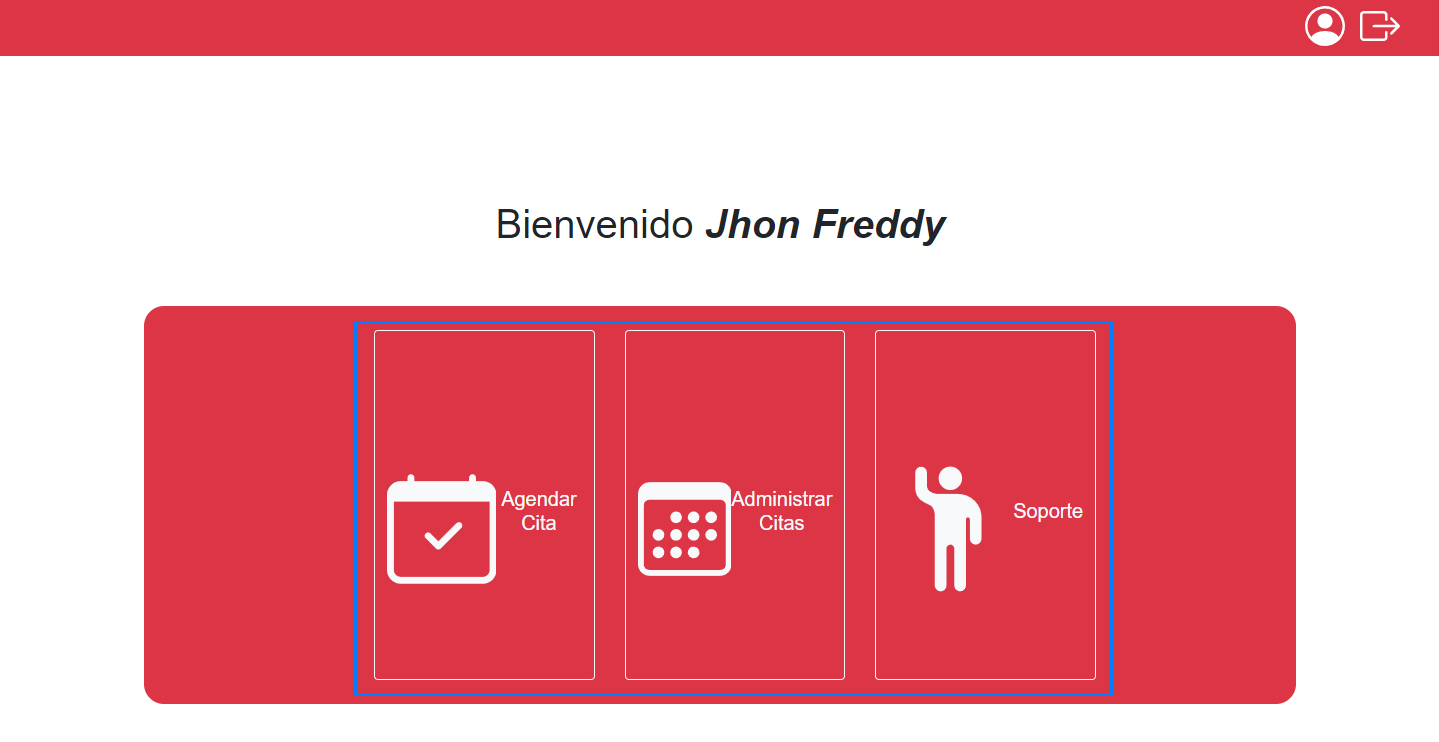 Bienvenido Jhon Freddy
Agendar
Cita
Administrar
Citas
Soporte